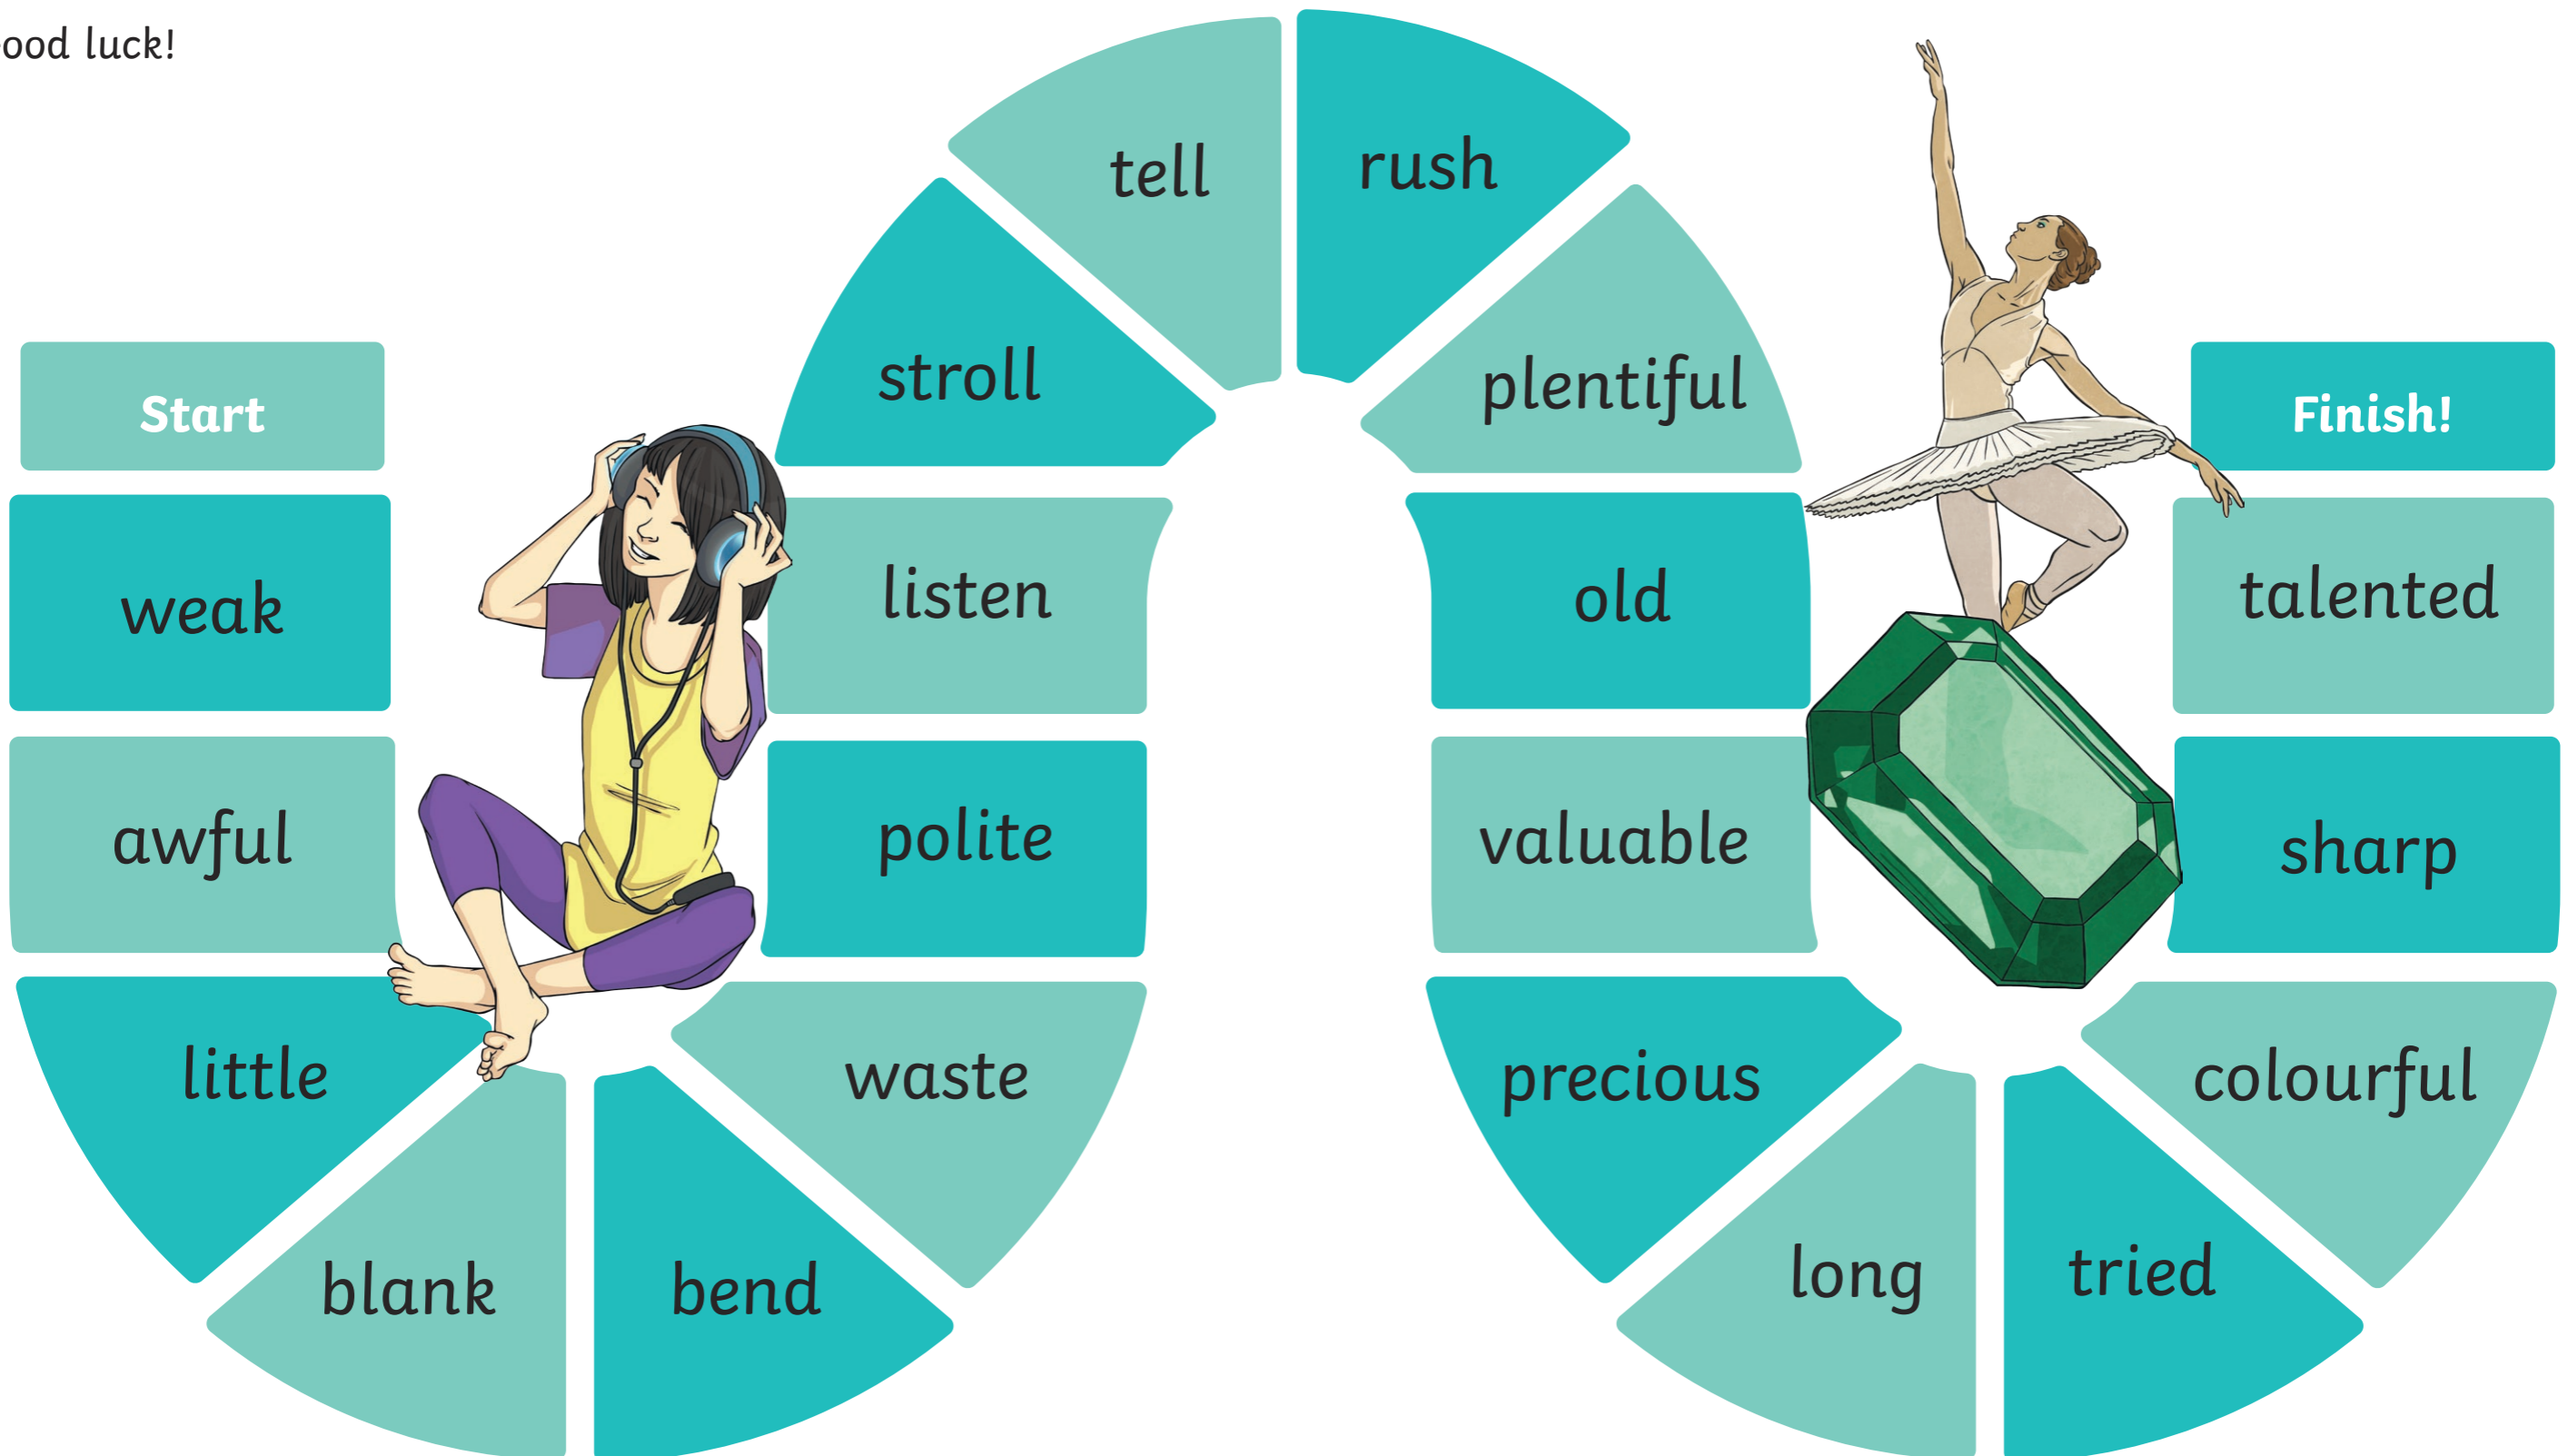 ood luck!
Start
weak
awful
little
blank
bend
waste
polite
listen
stroll
tell
rush
plentiful
old
valuable
precious
long
tried
colourful
sharp
talented
Finish!